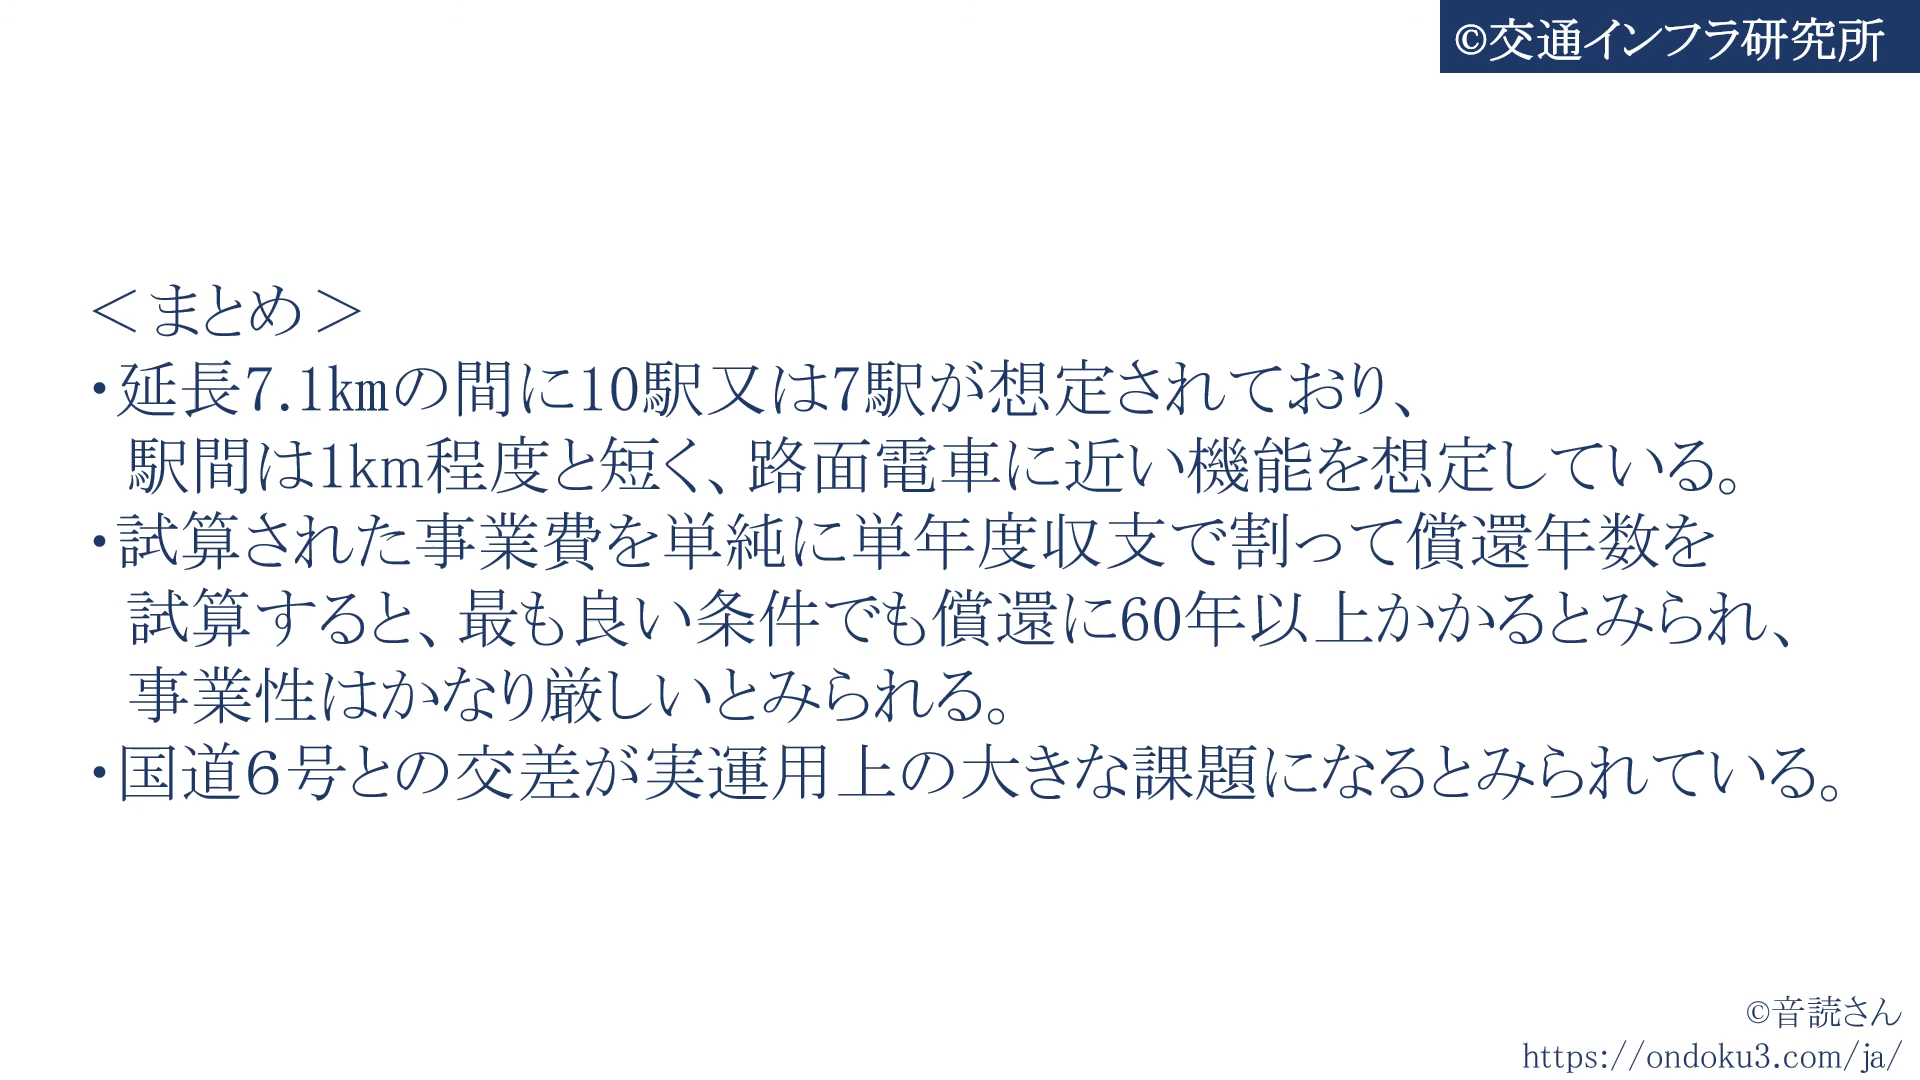 ©交通インフラ研究所
＜まとめ＞
・延長7.1kmの間に10駅又は7駅が想定されており、
駅間は1km程度と短く、路面電車に近い機能を想定している。
・試算された事業費を単純に単年度収支で割って償還年数を
試算すると、最も良い条件でも償還に60年以上かかるとみられ、
事業性はかなり厳しいとみられる。
・国道６号との交差が実運用上の大きな課題になるとみられている。
©音読さん
https://ondoku3.com/ja/